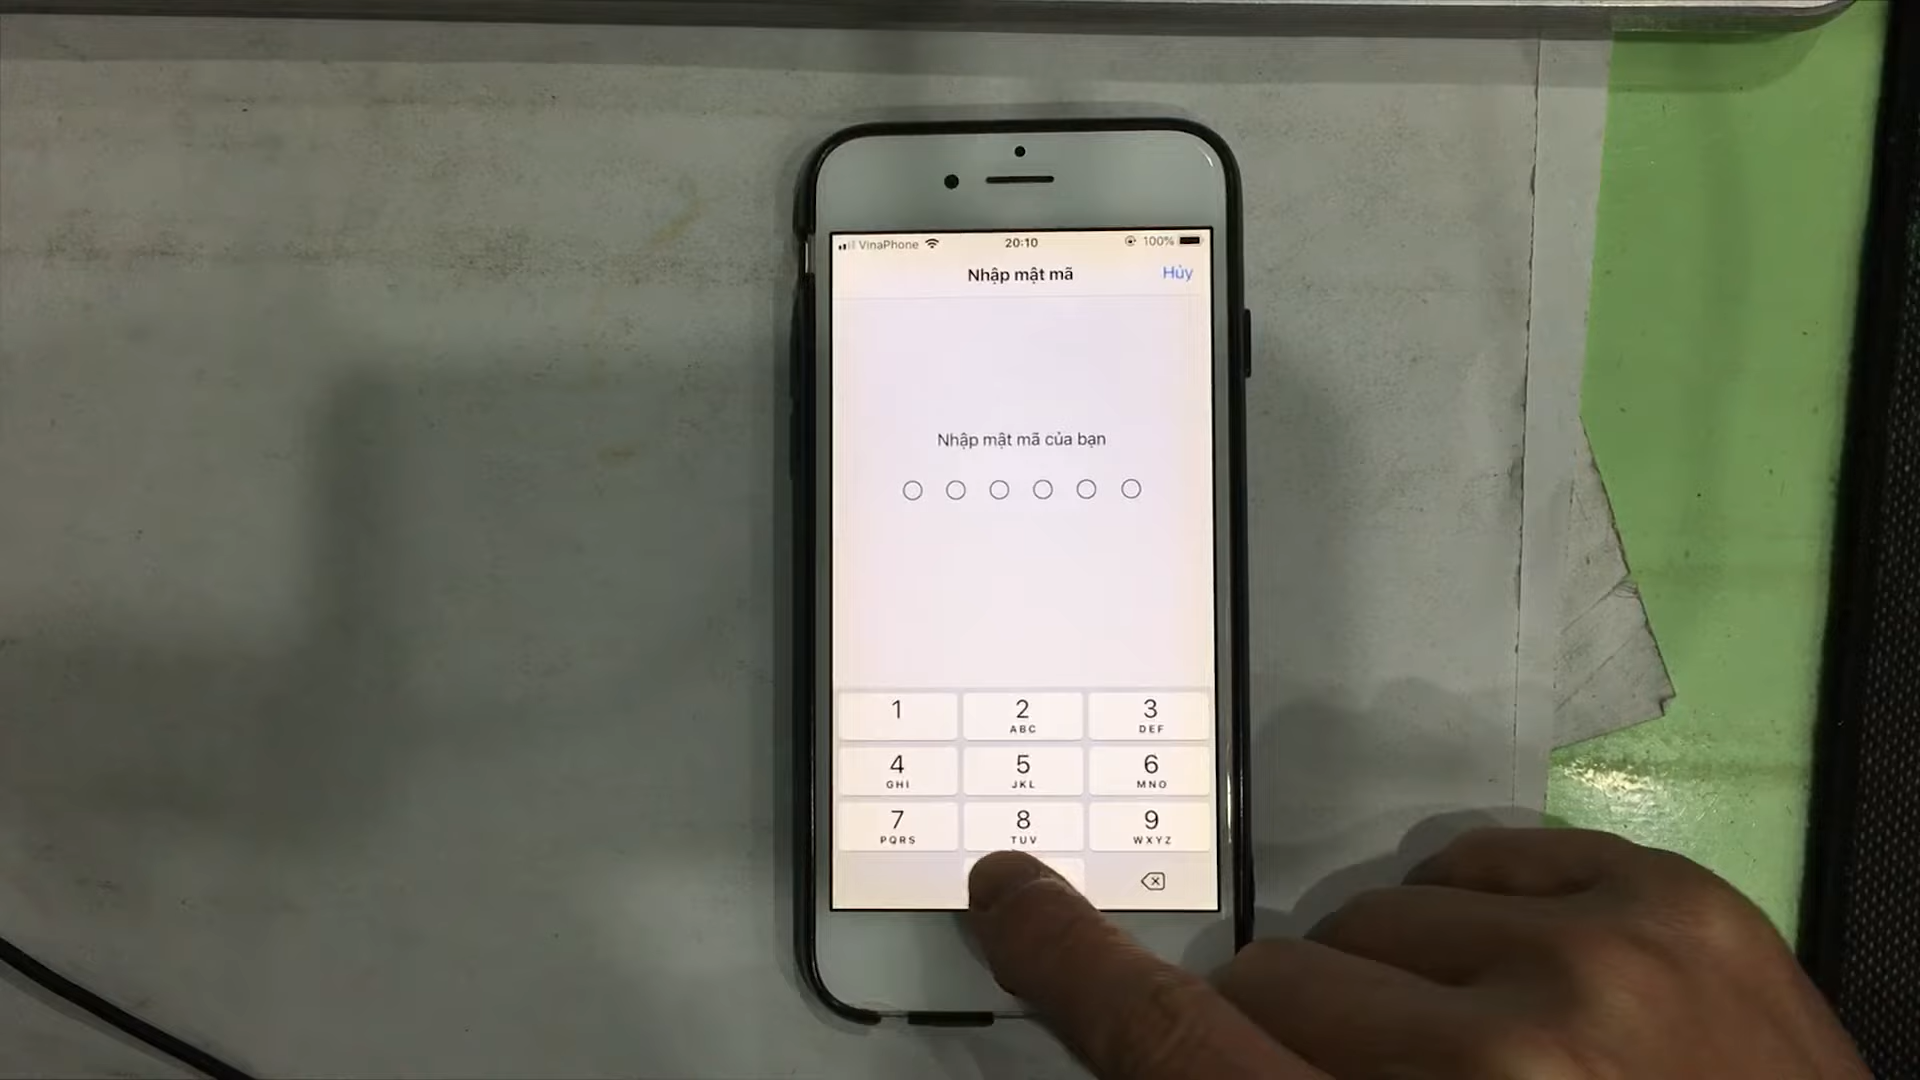 VinaPhone 20:10 100%
Nhập mật mã Hủy
Nhập mật mã của bạn
1 2 3
ABC DEF
4 5 6
GHI JKL MNO
7 8 9
PQRS TUV WXYZ